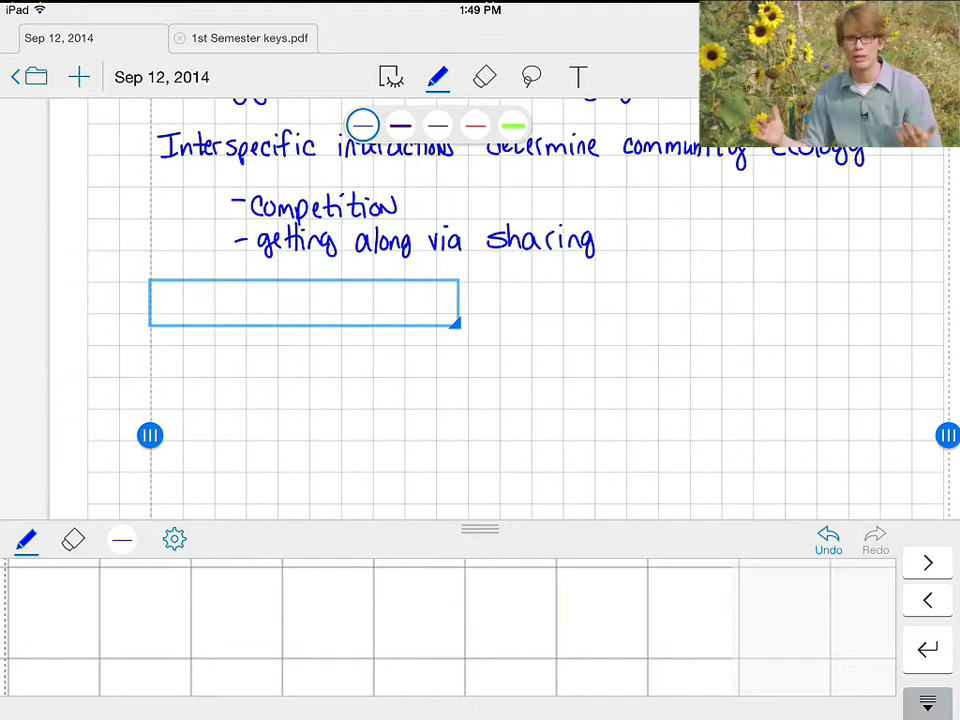 iPad 1:49 PM
Sep 12, 2014 1st Semester keys.pdf
Sep 12, 2014 T
Interspecific interactions determine community ecology
- competition
- getting along via sharing
Undo Redo